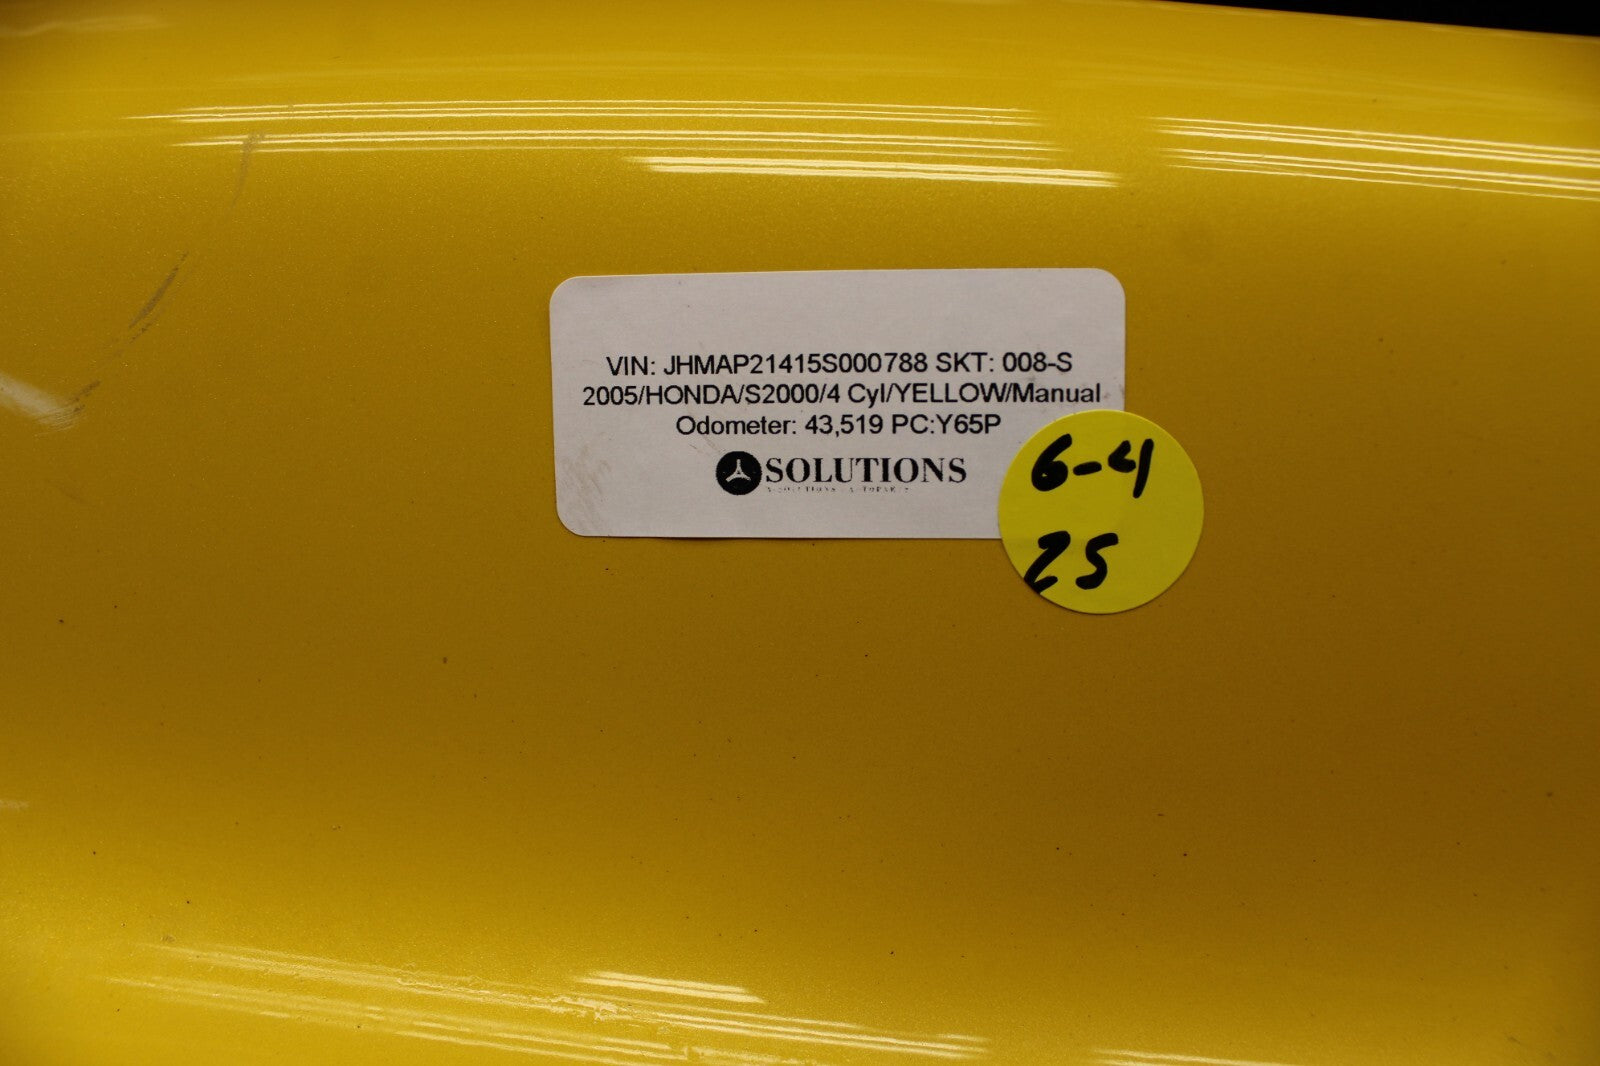 VIN: JHMAP21415S000788 SKT: 008-S
2005/HONDA/S2000/4 Cyl/YELLOW/Manual
Odometer: 43,519 PC:Y65P
SOLUTIONS
6-4
25